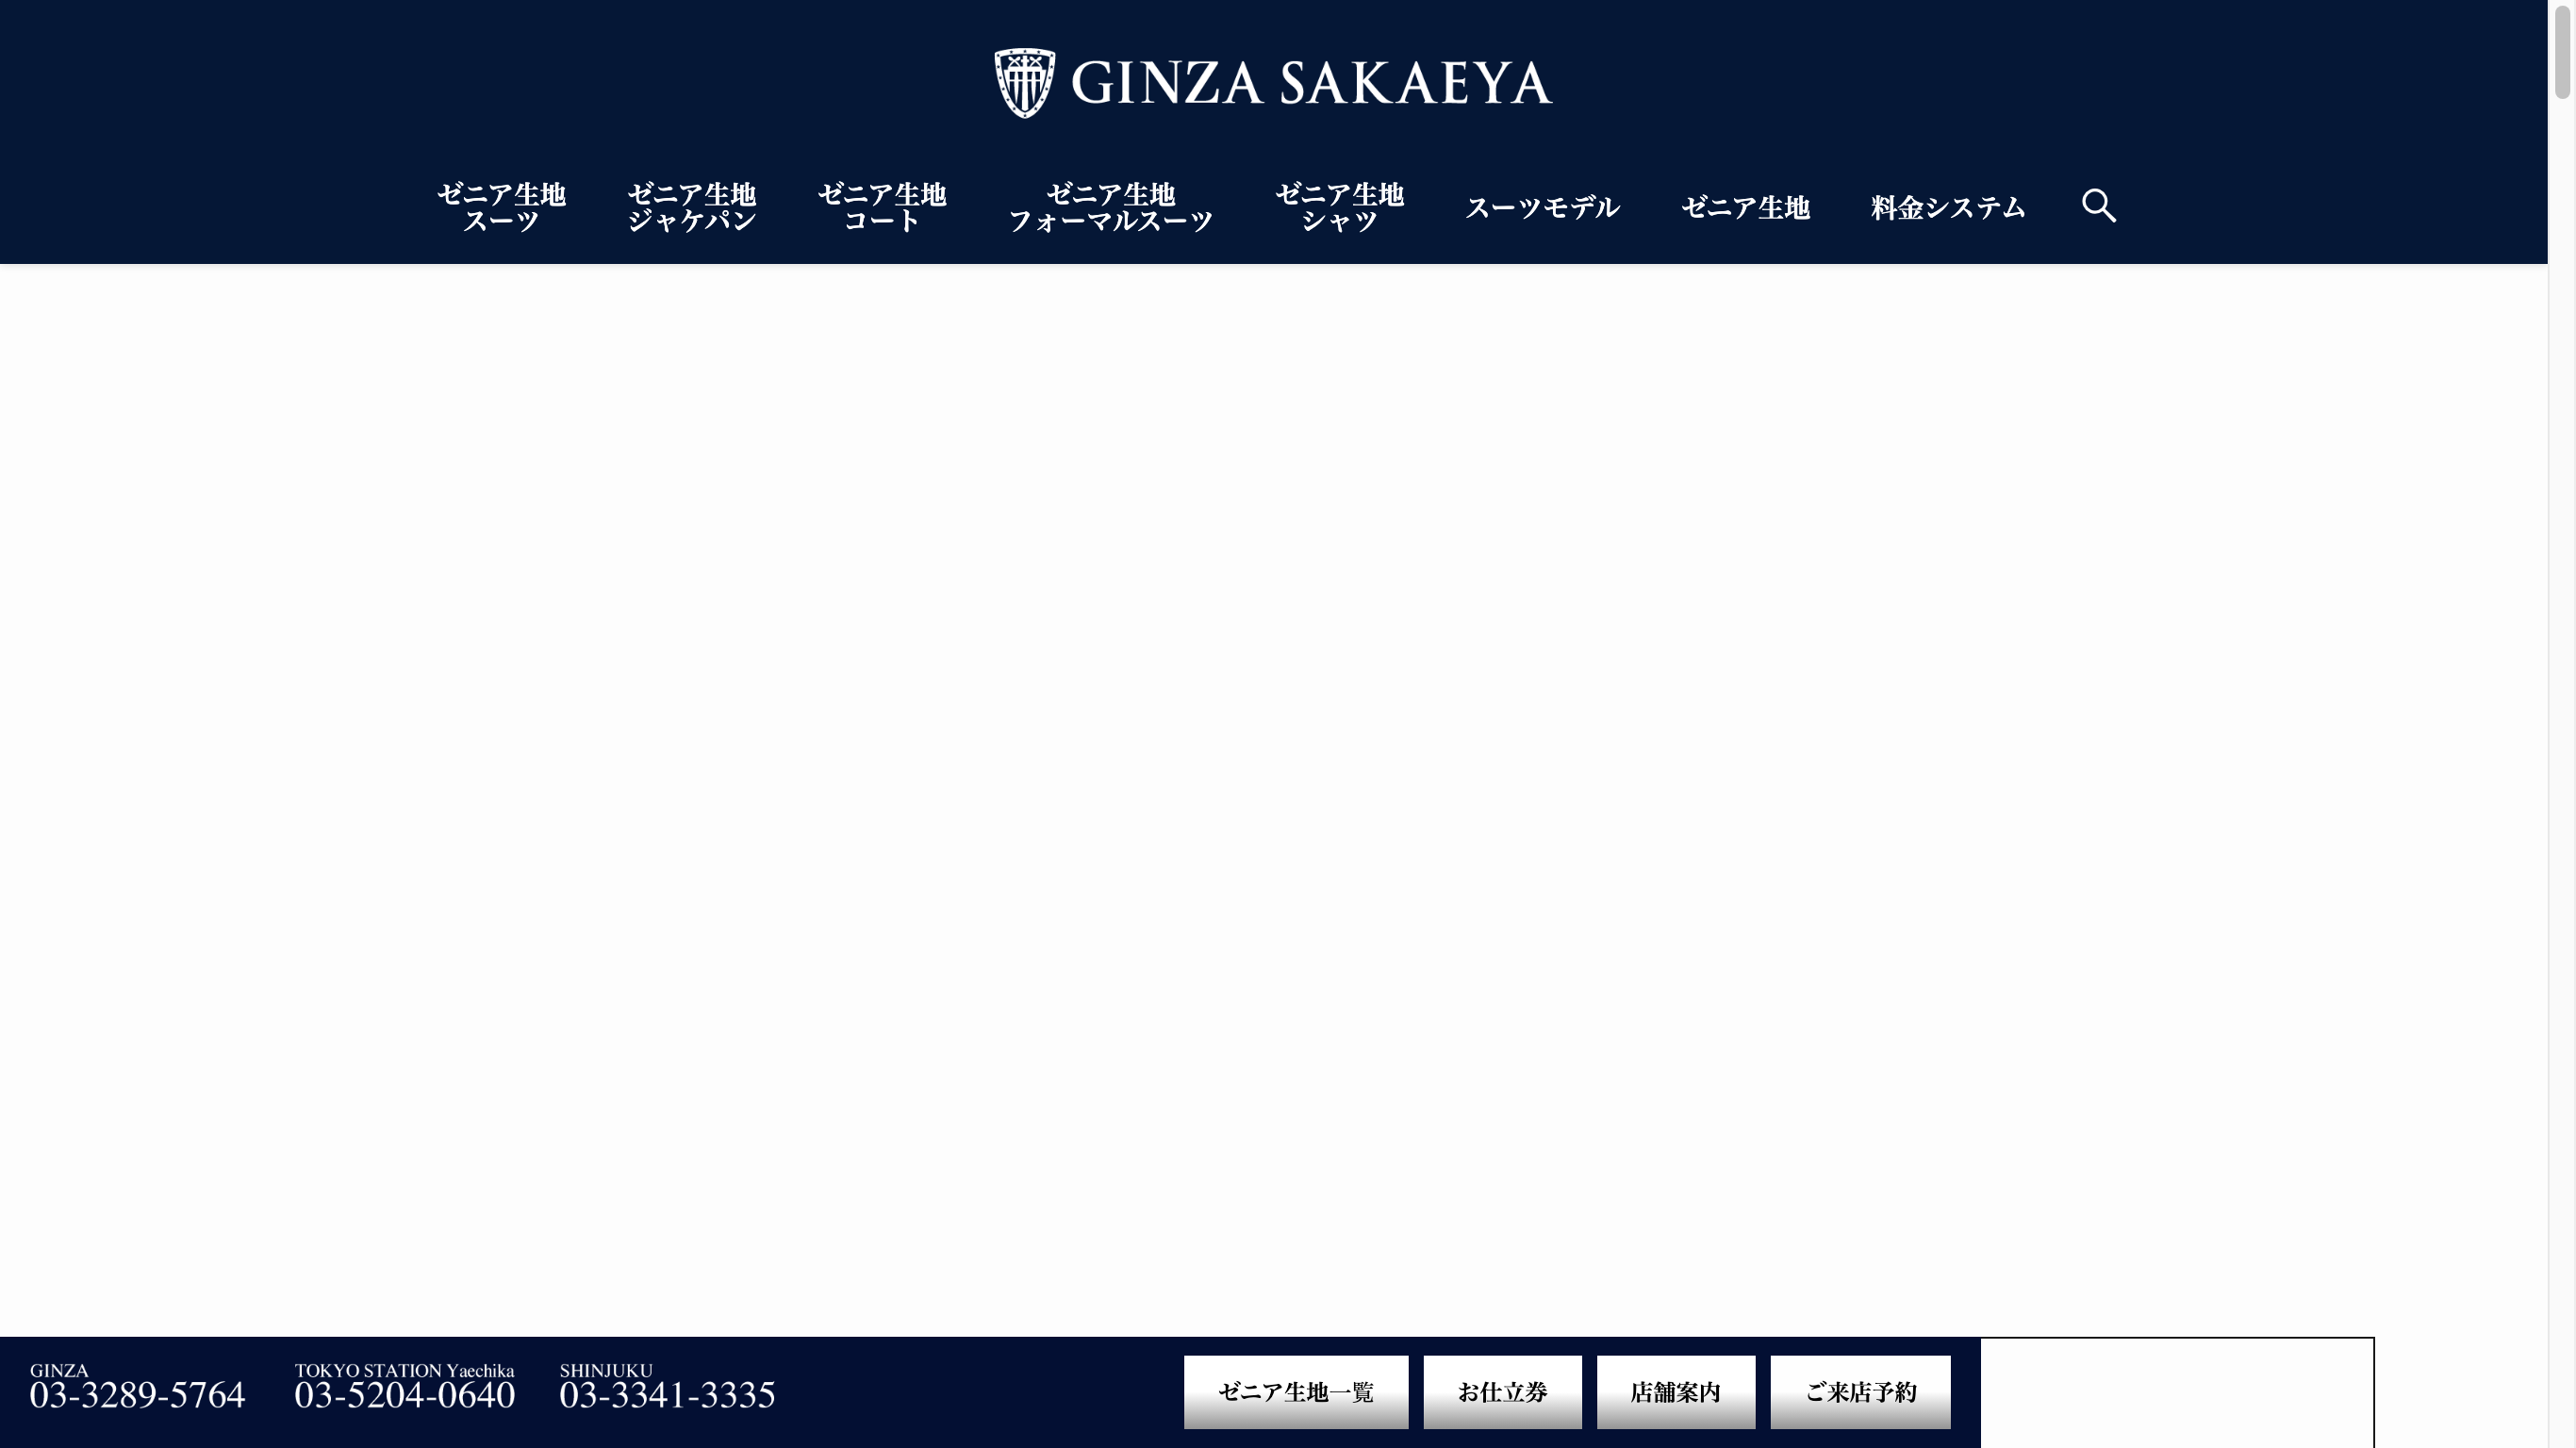 GINZA SAKAEYA
ゼニア生地
スーツ
ゼニア生地
ジャケパン
ゼニア生地
コート
ゼニア生地
フォーマルスーツ
ゼニア生地
シャツ
スーツモデル
ゼニア生地
料金システム
GINZA
03-3289-5764
TOKYO STATION Yaechika
03-5204-0640
SHINJUKU
03-3341-3335
ゼニア生地一覧
お仕立券
店舗案内
ご来店予約